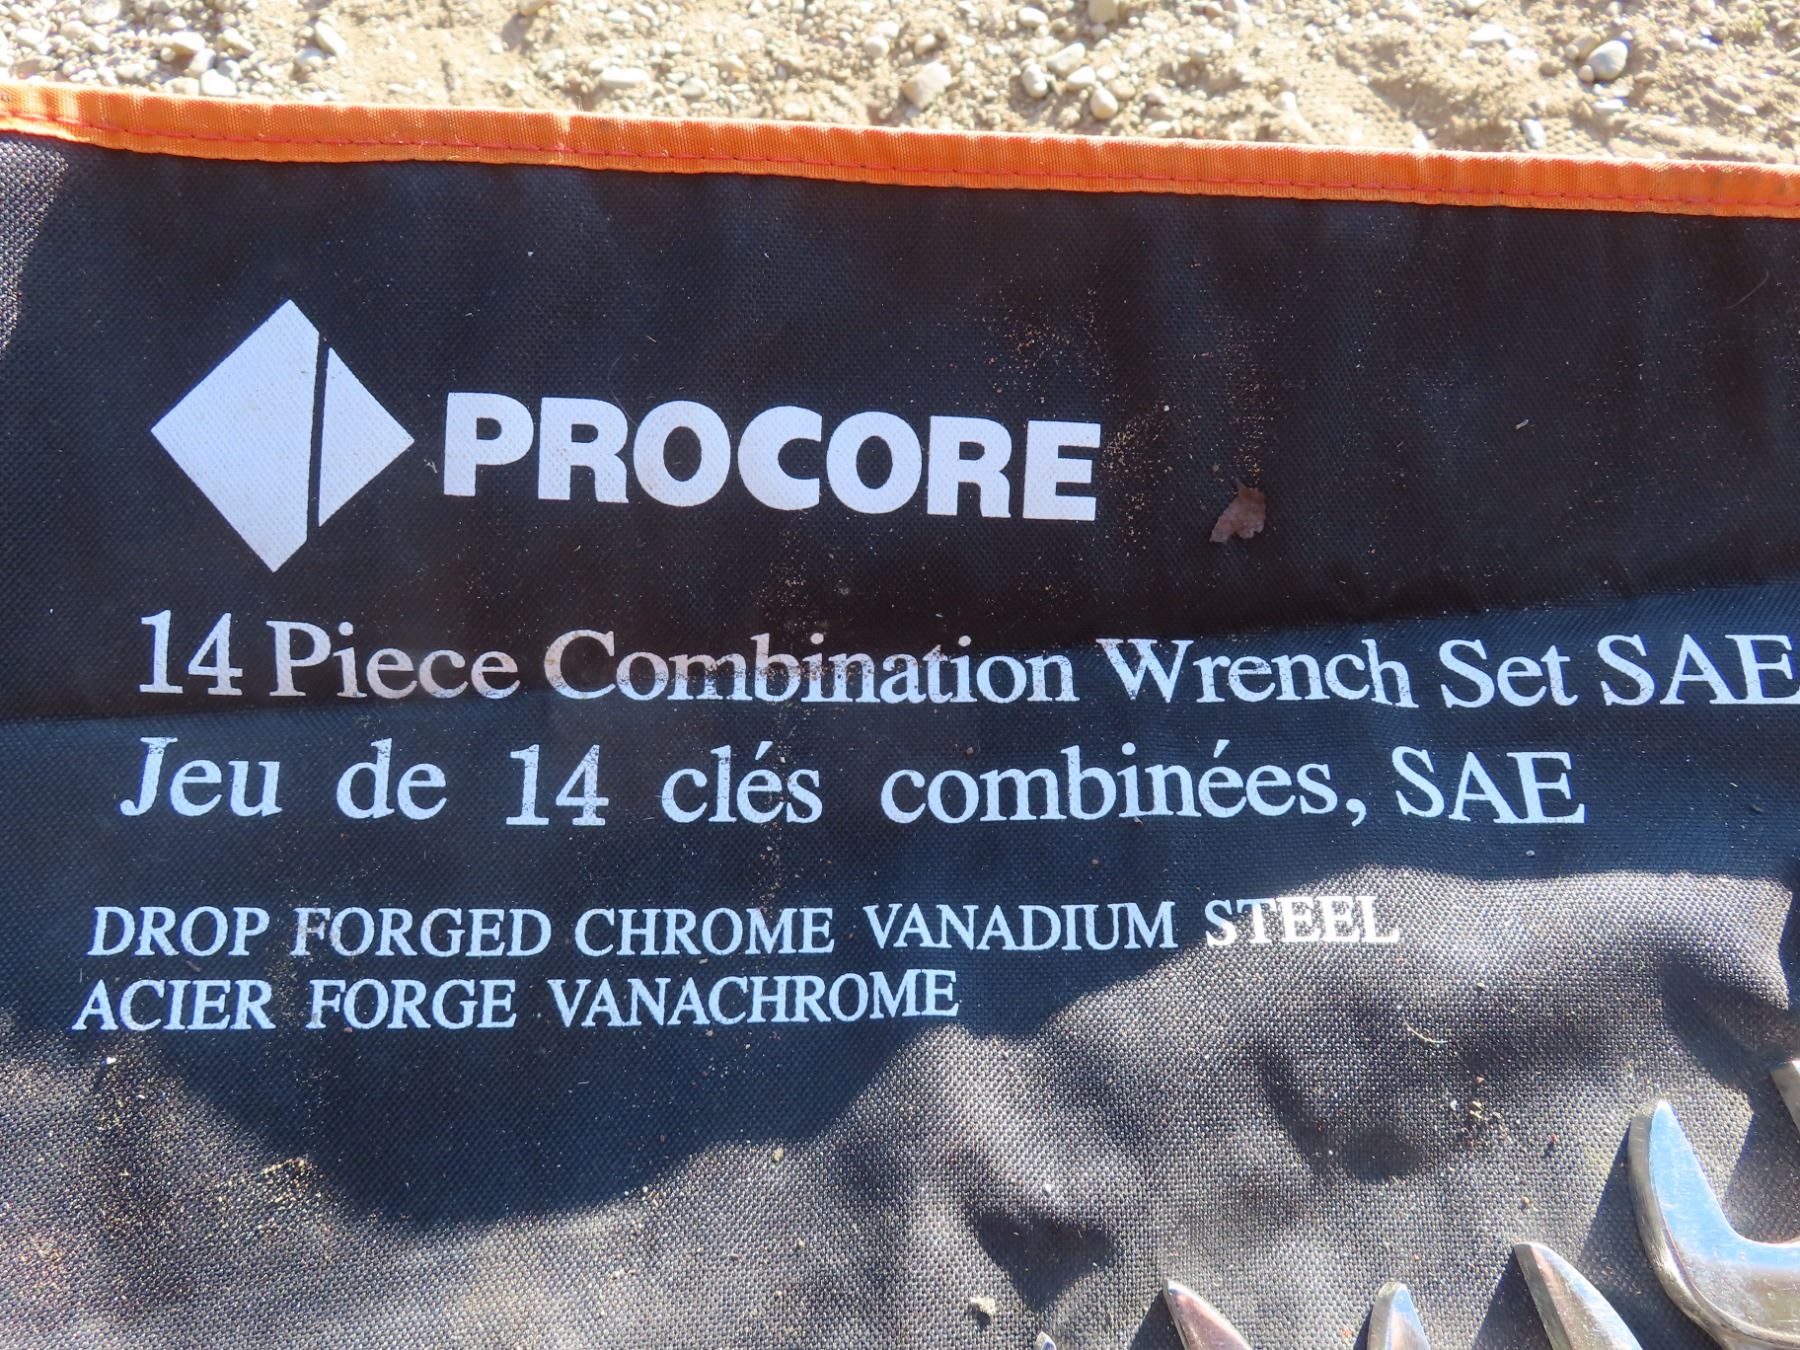 PROCORE
14 Piece Combination Wrench Set SAE
Jeu de 14 clés combinées, SAE
DROP FORGED CHROME VANADIUM STEEL
ACIER FORGE VANACHROME